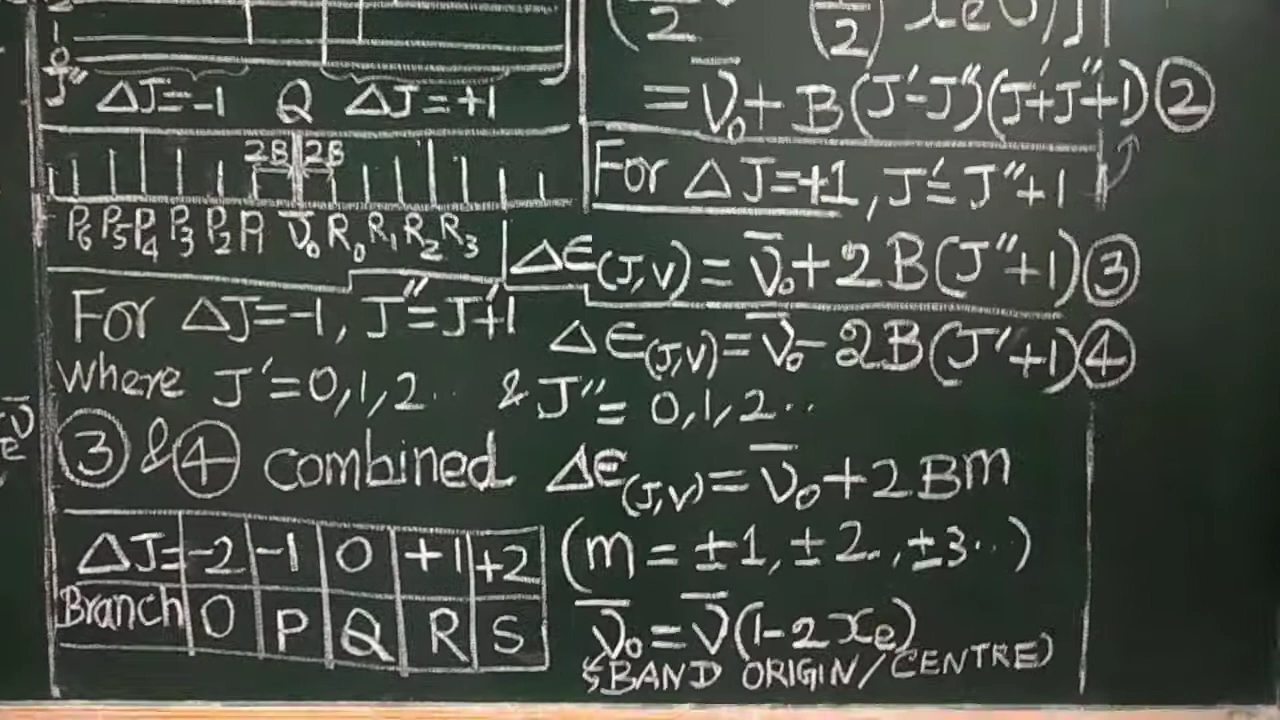 1
0
J"
ΔJ=-1 Q ΔJ=+1
2B 2B
P₆ P₅ P₄ P₃ P₂ P₁ ν̄₀ R₀ R₁ R₂ R₃
For ΔJ=-1, J"=J'+1
Where J'=0,1,2.. & J"=0,1,2..
③ & ④ combined
ΔJ= -2 -1 0 +1 +2
Branch O P Q R S
= ν̄₀ + B(J'-J")(J'+J"+1) ②
For ΔJ=+1, J'=J"+1
Δε(J,V) = ν̄₀+2B(J"+1) ③
Δε(J,V) = ν̄₀-2B(J'+1) ④
Δε(J,V) = ν̄₀+2Bm
(m = ±1, ±2, ±3...)
ν̄₀ = ν̄(1-2xe)
(BAND ORIGIN/CENTRE)